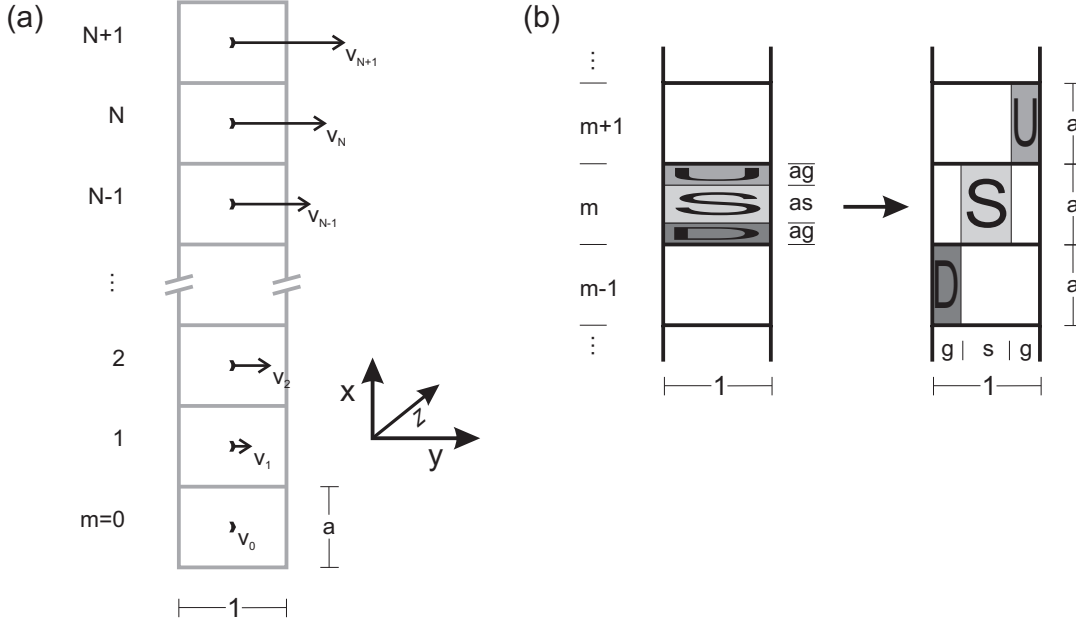 (a)
N+1
v_{N+1}
N
v_N
N-1
v_{N-1}
⋮
2
v_2
1
v_1
m=0
v_0
a
1
x
z
y
(b)
⋮
m+1
m
m-1
⋮
U
S
D
ag
as
ag
1
U
S
D
a
a
a
g | s | g
1